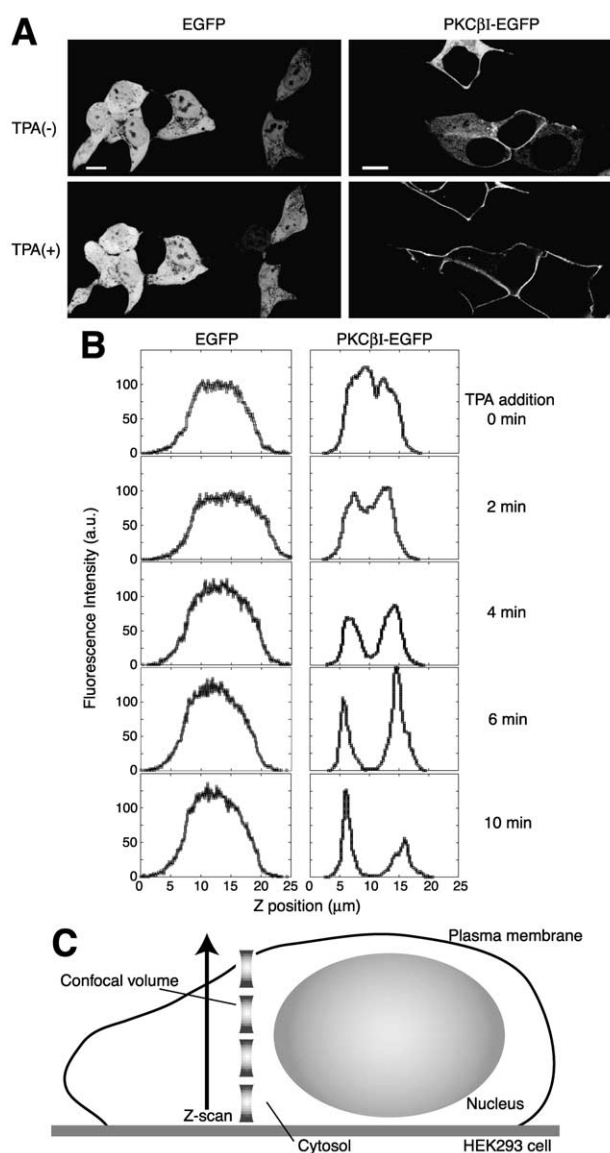 A
EGFP
PKCβI-EGFP
TPA(-)
TPA(+)
B
EGFP
PKCβI-EGFP
100
50
0
TPA addition
0 min
100
50
0
2 min
Fluorescence Intensity (a.u.)
100
50
0
4 min
100
50
0
6 min
100
50
0
10 min
0 5 10 15 20 25 0 5 10 15 20 25
Z position (μm)
C
Plasma membrane
Confocal volume
Z-scan
Nucleus
Cytosol
HEK293 cell